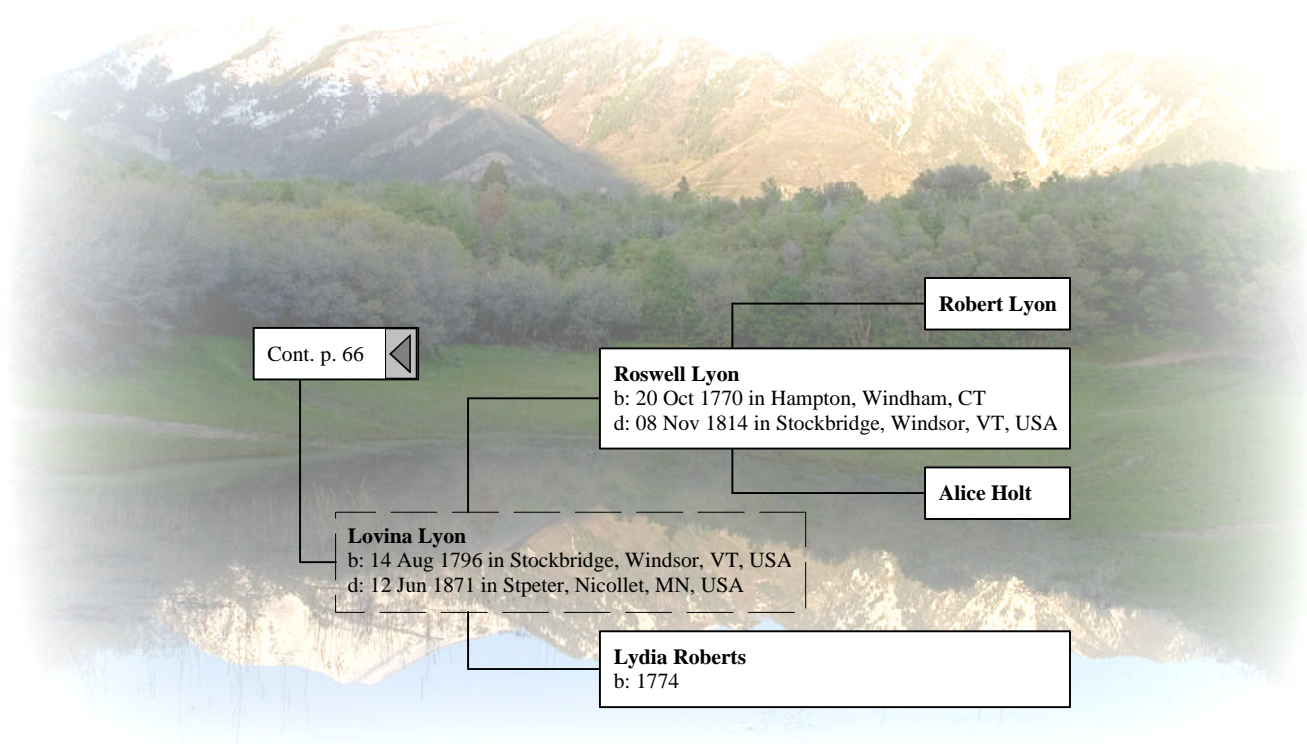 Robert Lyon
Cont. p. 66
Roswell Lyon
b: 20 Oct 1770 in Hampton, Windham, CT
d: 08 Nov 1814 in Stockbridge, Windsor, VT, USA
Alice Holt
Lovina Lyon
b: 14 Aug 1796 in Stockbridge, Windsor, VT, USA
d: 12 Jun 1871 in Stpeter, Nicollet, MN, USA
Lydia Roberts
b: 1774